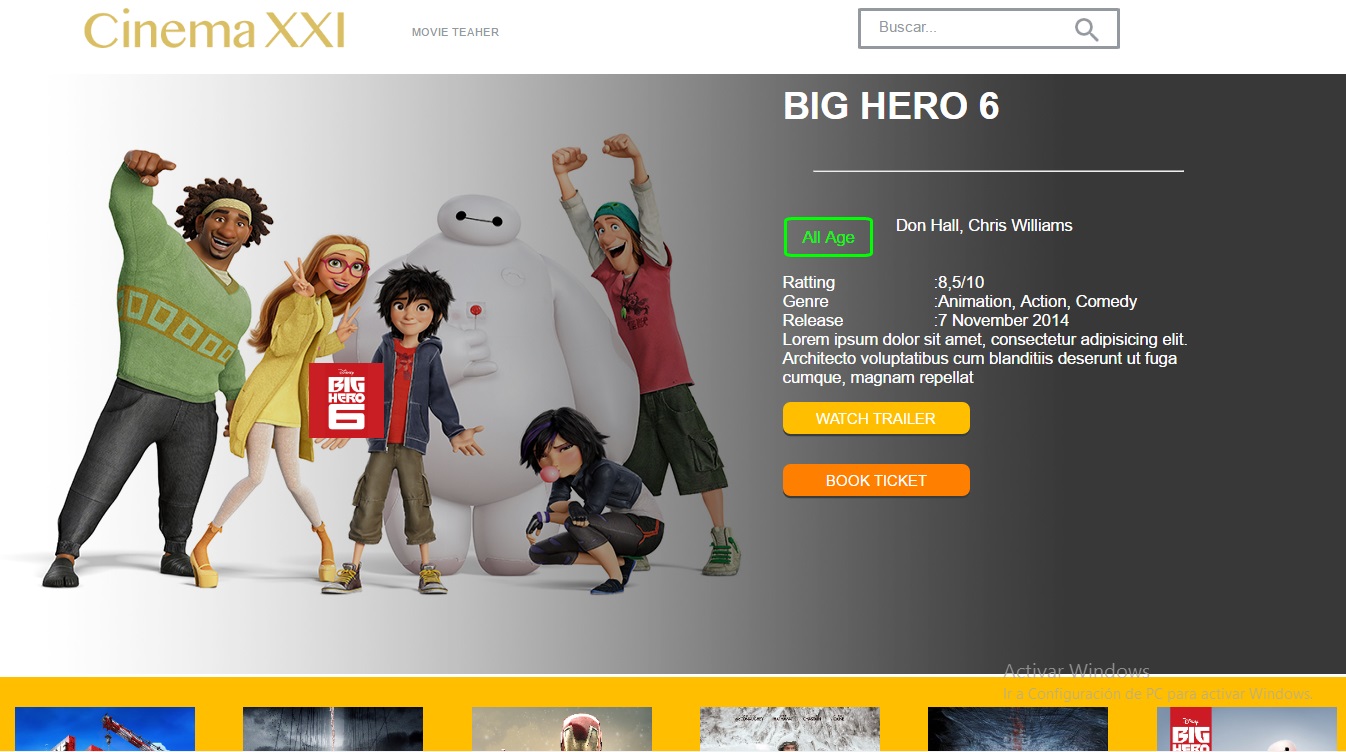 Cinema XXI
MOVIE TEAHER
Buscar...
BIG HERO 6
All Age
Don Hall, Chris Williams
Ratting :8,5/10
Genre :Animation, Action, Comedy
Release :7 November 2014
Lorem ipsum dolor sit amet, consectetur adipisicing elit.
Architecto voluptatibus cum blanditiis deserunt ut fuga
cumque, magnam repellat
WATCH TRAILER
BOOK TICKET
Disney
BIG
HERO
6
Activar Windows
Ir a Configuración de PC para activar Windows.
Disney
BIG
HERO